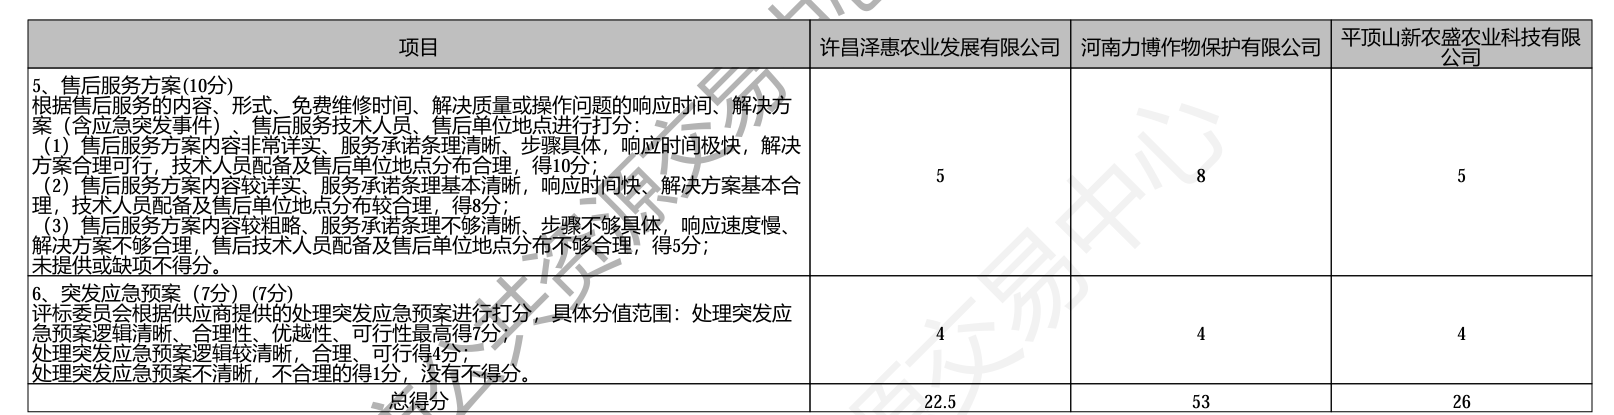 项目
许昌泽惠农业发展有限公司
河南力博作物保护有限公司
平顶山新农盛农业科技有限
公司
5、售后服务方案(10分)
根据售后服务的内容、形式、免费维修时间、解决质量或操作问题的响应时间、解决方
案（含应急突发事件）、售后服务技术人员、售后单位地点进行打分：
（1）售后服务方案内容非常详实、服务承诺条理清晰、步骤具体，响应时间极快，解决
方案合理可行，技术人员配备及售后单位地点分布合理，得10分；
（2）售后服务方案内容较详实、服务承诺条理基本清晰，响应时间快、解决方案基本合
理，技术人员配备及售后单位地点分布较合理，得8分；
（3）售后服务方案内容较粗略、服务承诺条理不够清晰、步骤不够具体，响应速度慢、
解决方案不够合理，售后技术人员配备及售后单位地点分布不够合理，得5分；
未提供或缺项不得分。
5
8
5
6、突发应急预案（7分）(7分)
评标委员会根据供应商提供的处理突发应急预案进行打分，具体分值范围：处理突发应
急预案逻辑清晰、合理性、优越性、可行性最高得7分；
处理突发应急预案逻辑较清晰，合理、可行得4分；
处理突发应急预案不清晰，不合理的得1分，没有不得分。
4
4
4
总得分
22.5
53
26
公共资源交易中心
源交易中心